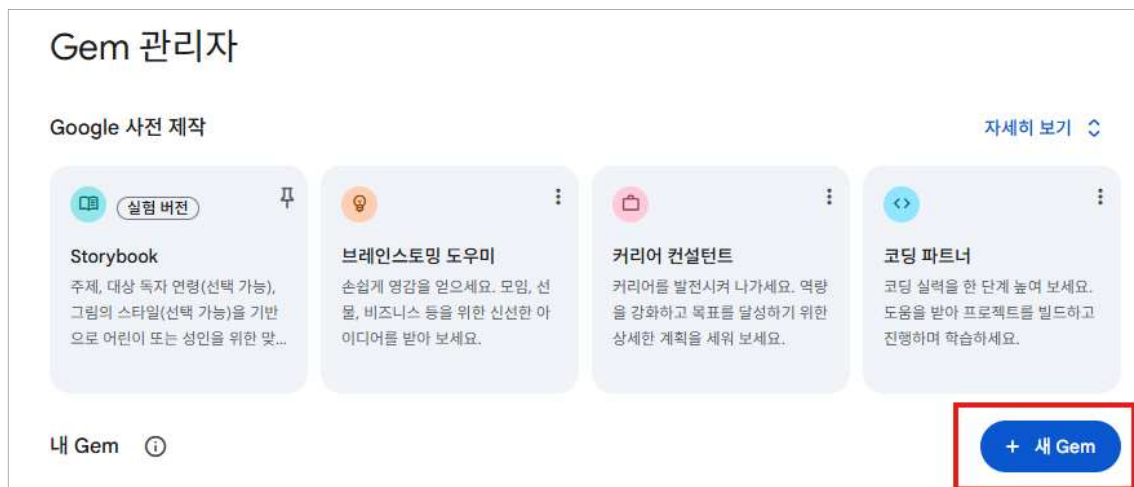 Gem 관리자
Google 사전 제작
자세히 보기
실험 버전
Storybook
주제, 대상 독자 연령(선택 가능),
그림의 스타일(선택 가능)을 기반
으로 어린이 또는 성인을 위한 맞...
브레인스토밍 도우미
손쉽게 영감을 얻으세요. 모임, 선
물, 비즈니스 등을 위한 신선한 아
이디어를 받아 보세요.
커리어 컨설턴트
커리어를 발전시켜 나가세요. 역량
을 강화하고 목표를 달성하기 위한
상세한 계획을 세워 보세요.
코딩 파트너
코딩 실력을 한 단계 높여 보세요.
도움을 받아 프로젝트를 빌드하고
진행하며 학습하세요.
내 Gem
+ 새 Gem